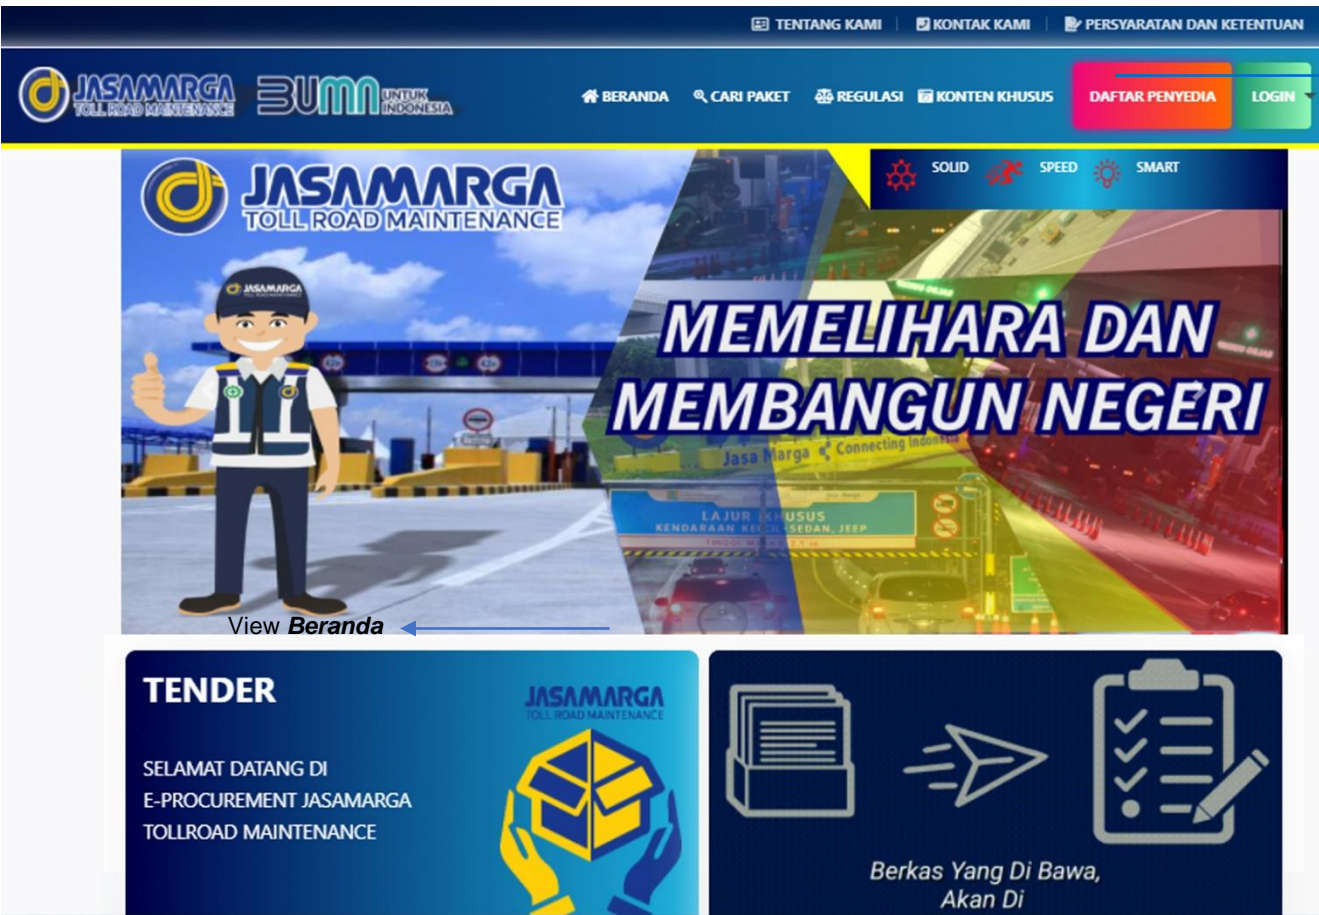 TENTANG KAMI
KONTAK KAMI
PERSYARATAN DAN KETENTUAN
JASAMARGA
TOLL ROAD MAINTENANCE
BUMN UNTUK INDONESIA
BERANDA
CARI PAKET
REGULASI
KONTEN KHUSUS
DAFTAR PENYEDIA
LOGIN
JASAMARGA
TOLL ROAD MAINTENANCE
SOLID
SPEED
SMART
JASAMARGA
MEMELIHARA DAN
MEMBANGUN NEGERI
Jasa Marga Connecting Indonesia
LAJUR KHUSUS
KENDARAAN KECIL-SEDAN, JEEP
View Beranda
TENDER
JASAMARGA
TOLL ROAD MAINTENANCE
SELAMAT DATANG DI
E-PROCUREMENT JASAMARGA
TOLLROAD MAINTENANCE
Berkas Yang Di Bawa,
Akan Di